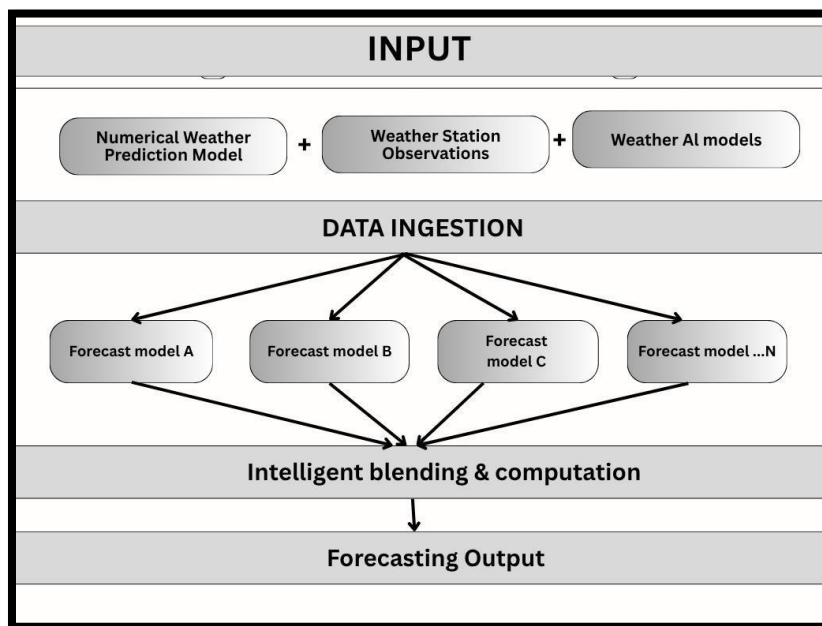 INPUT
Numerical Weather
Prediction Model
+
Weather Station
Observations
+
Weather AI models
DATA INGESTION
Forecast model A
Forecast model B
Forecast
model C
Forecast model ...N
Intelligent blending & computation
Forecasting Output